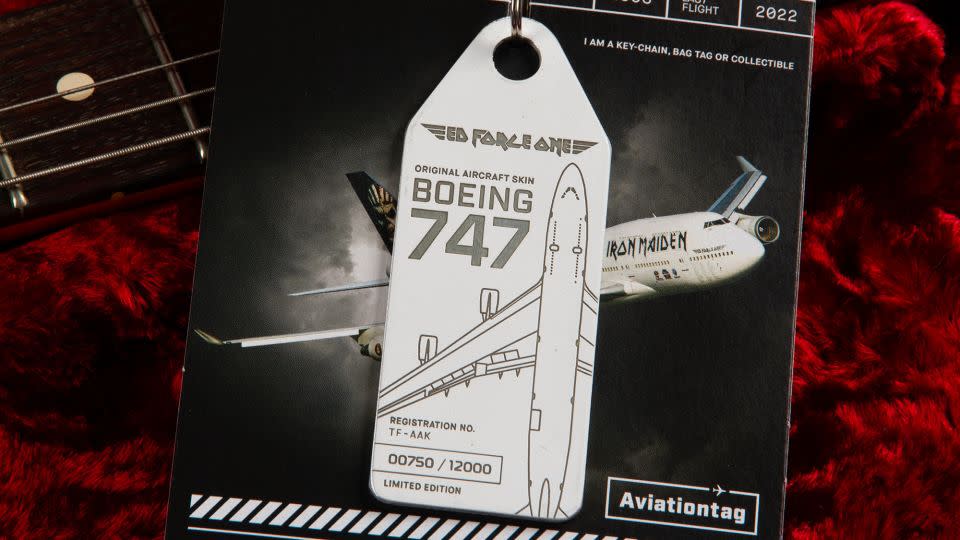 FLIGHT
2022
I AM A KEY-CHAIN, BAG TAG OR COLLECTIBLE
ED FORCE ONE
ORIGINAL AIRCRAFT SKIN
BOEING
747
IRON MAIDEN
REGISTRATION NO.
TF-AAK
00750 / 12000
LIMITED EDITION
Aviationtag